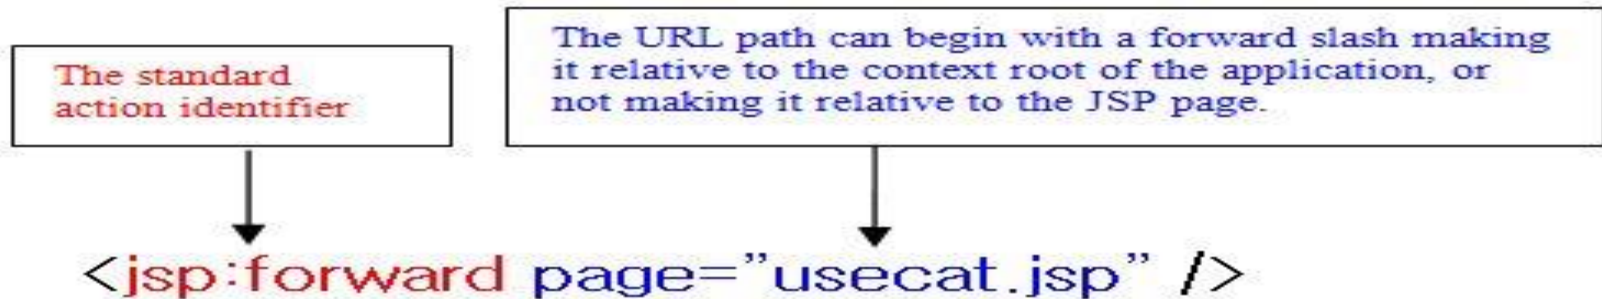 The standard
action identifier
The URL path can begin with a forward slash making
it relative to the context root of the application, or
not making it relative to the JSP page.
<jsp:forward page=”usecat.jsp” />